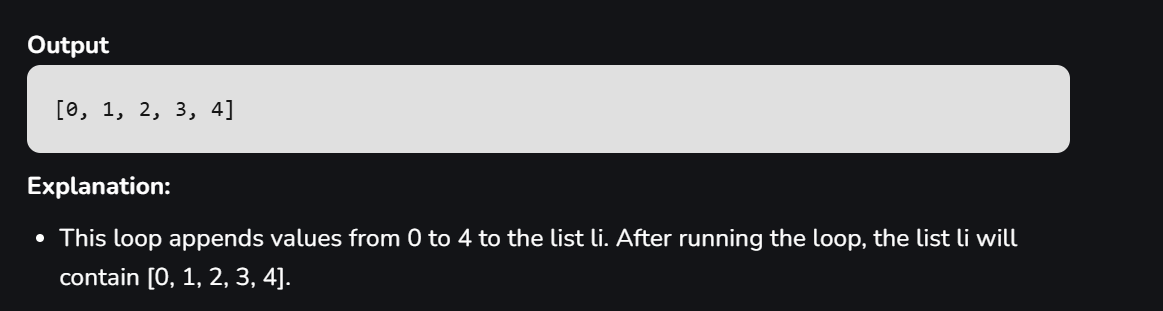 Output
[0, 1, 2, 3, 4]
Explanation:
• This loop appends values from 0 to 4 to the list li. After running the loop, the list li will
contain [0, 1, 2, 3, 4].